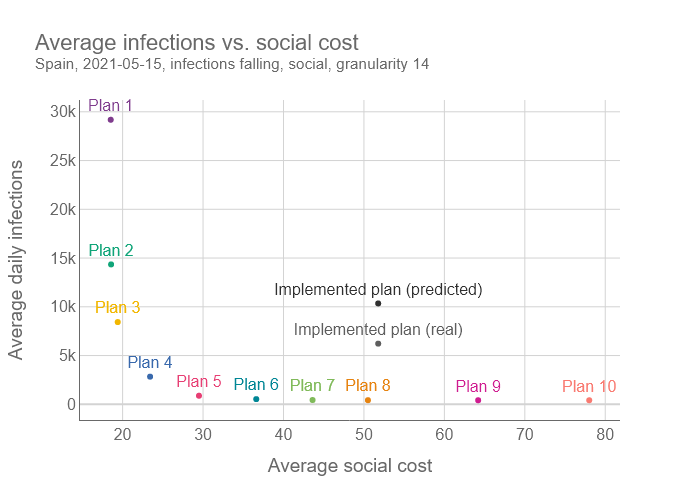 Average infections vs. social cost
Spain, 2021-05-15, infections falling, social, granularity 14
Average daily infections
30k
25k
20k
15k
10k
5k
0
Plan 1
Plan 2
Implemented plan (predicted)
Plan 3
Implemented plan (real)
Plan 4
Plan 5
Plan 6
Plan 7
Plan 8
Plan 9
Plan 10
20 30 40 50 60 70 80
Average social cost